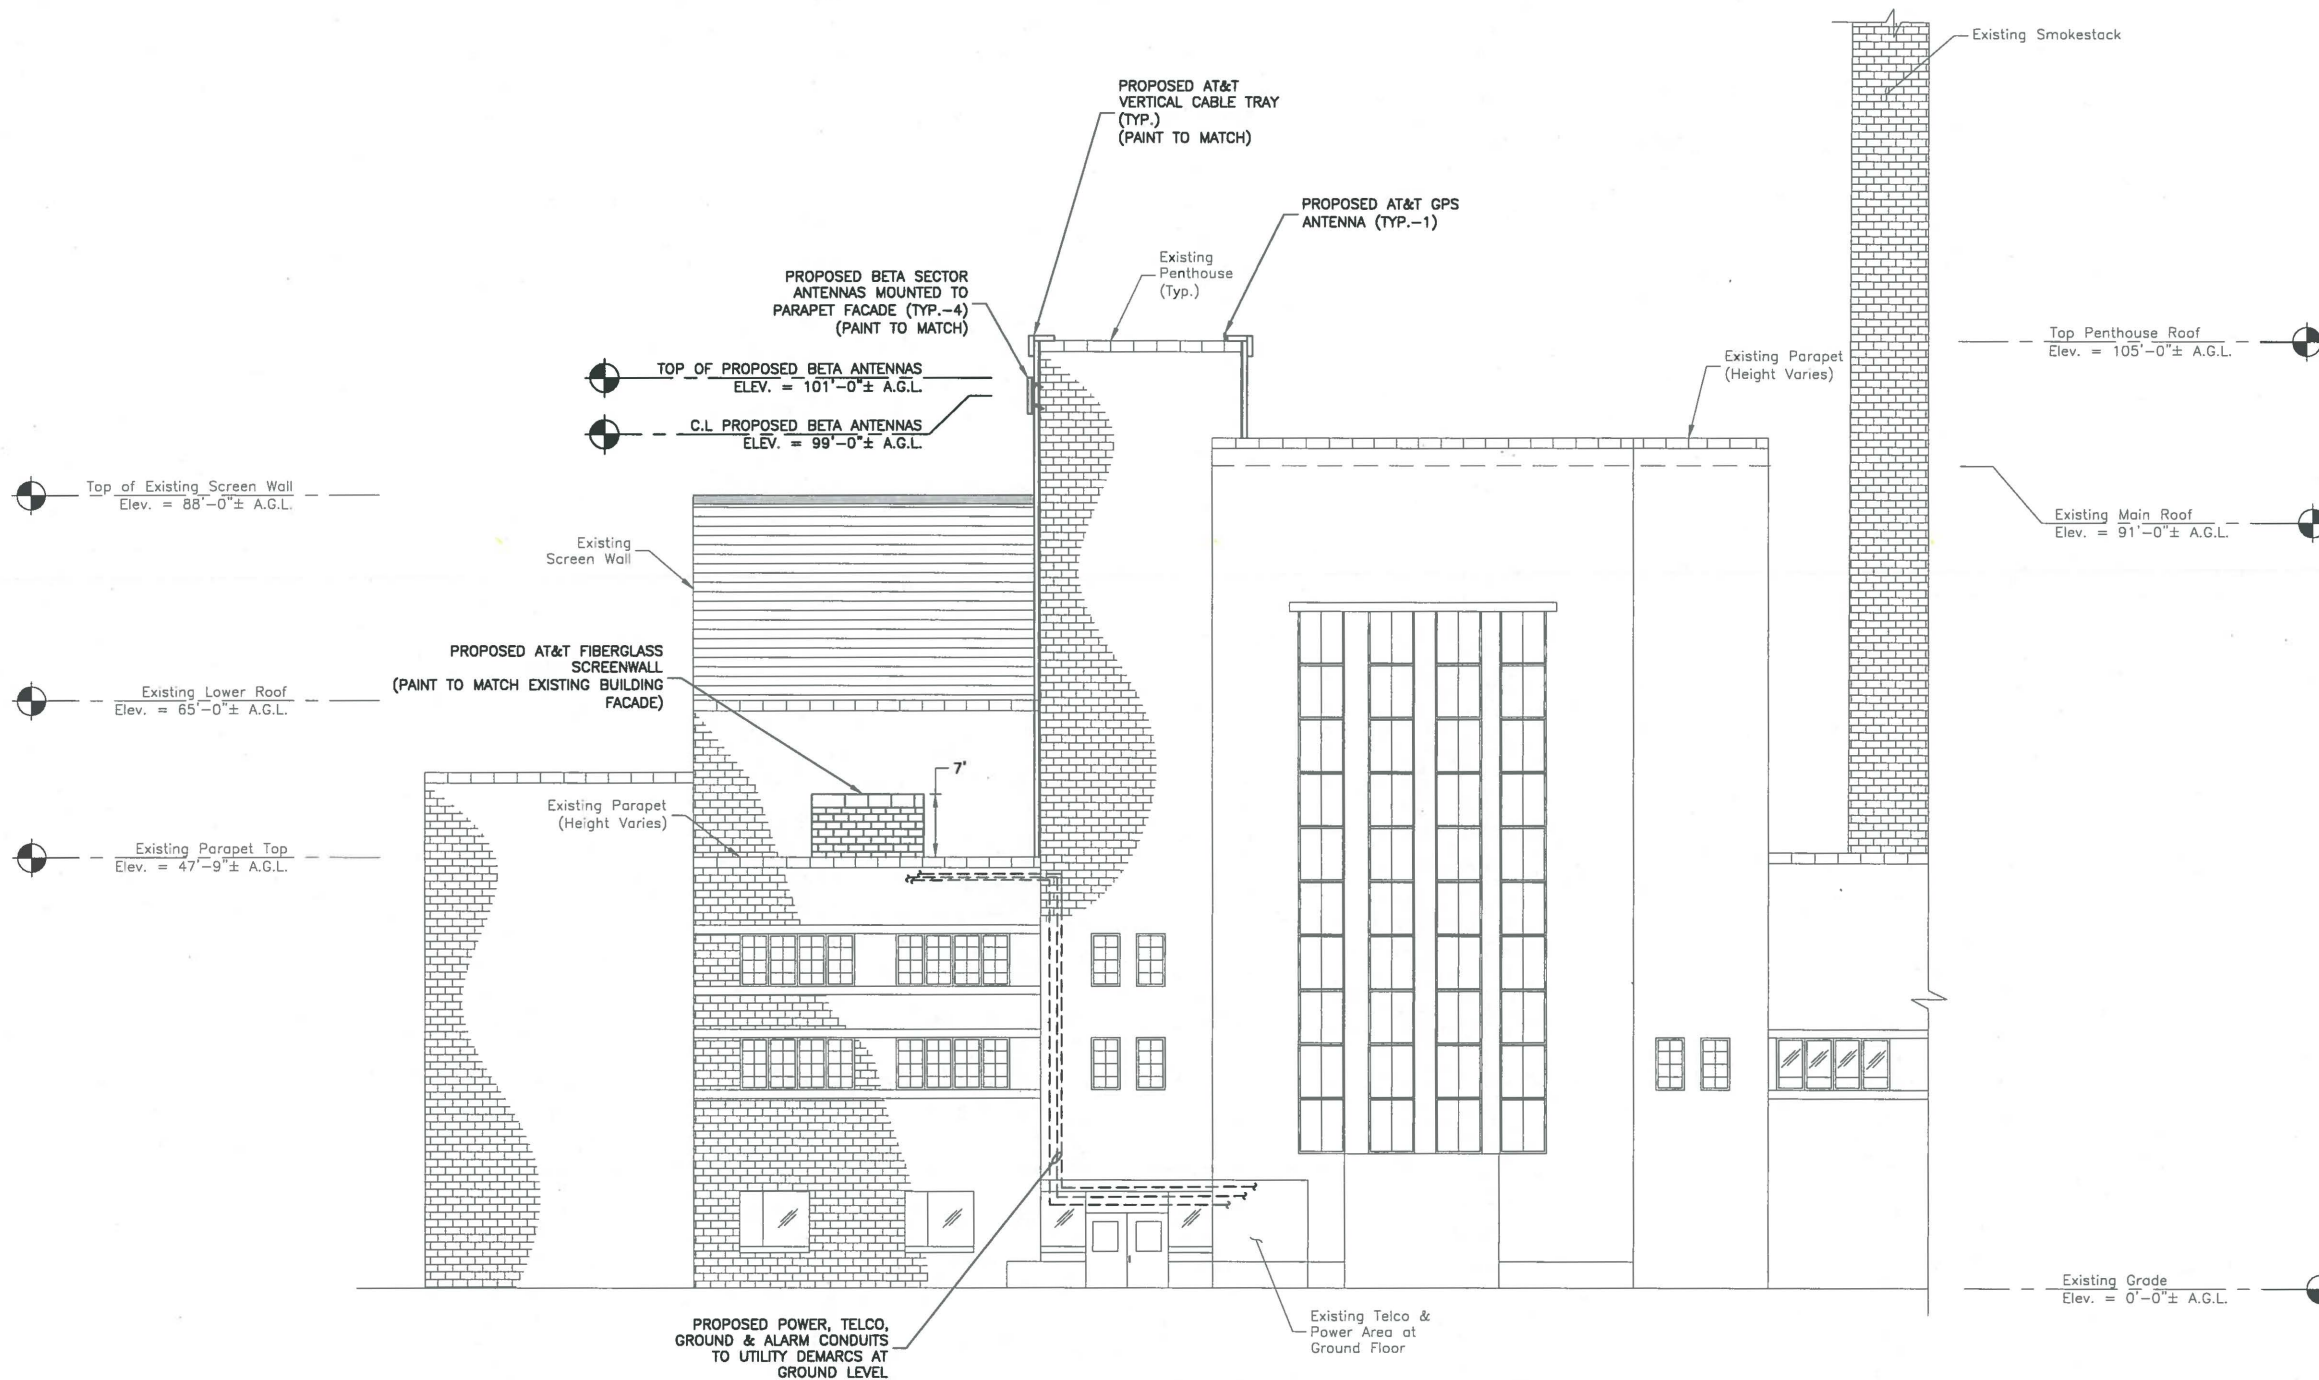 Existing Smokestack
PROPOSED AT&T
VERTICAL CABLE TRAY
(TYP.)
(PAINT TO MATCH)
PROPOSED AT&T GPS
ANTENNA (TYP.-1)
Existing
Penthouse
(Typ.)
PROPOSED BETA SECTOR
ANTENNAS MOUNTED TO
PARAPET FACADE (TYP.-4)
(PAINT TO MATCH)
TOP OF PROPOSED BETA ANTENNAS
ELEV. = 101'-0"± A.G.L.
C.L PROPOSED BETA ANTENNAS
ELEV. = 99'-0"± A.G.L.
Top Penthouse Roof
Elev. = 105'-0"± A.G.L.
Existing Parapet
(Height Varies)
Top of Existing Screen Wall
Elev. = 88'-0"± A.G.L.
Existing Main Roof
Elev. = 91'-0"± A.G.L.
Existing
Screen Wall
PROPOSED AT&T FIBERGLASS
SCREENWALL
(PAINT TO MATCH EXISTING BUILDING
FACADE)
Existing Lower Roof
Elev. = 65'-0"± A.G.L.
7'
Existing Parapet
(Height Varies)
Existing Parapet Top
Elev. = 47'-9"± A.G.L.
Existing Grade
Elev. = 0'-0"± A.G.L.
PROPOSED POWER, TELCO,
GROUND & ALARM CONDUITS
TO UTILITY DEMARCS AT
GROUND LEVEL
Existing Telco &
Power Area at
Ground Floor